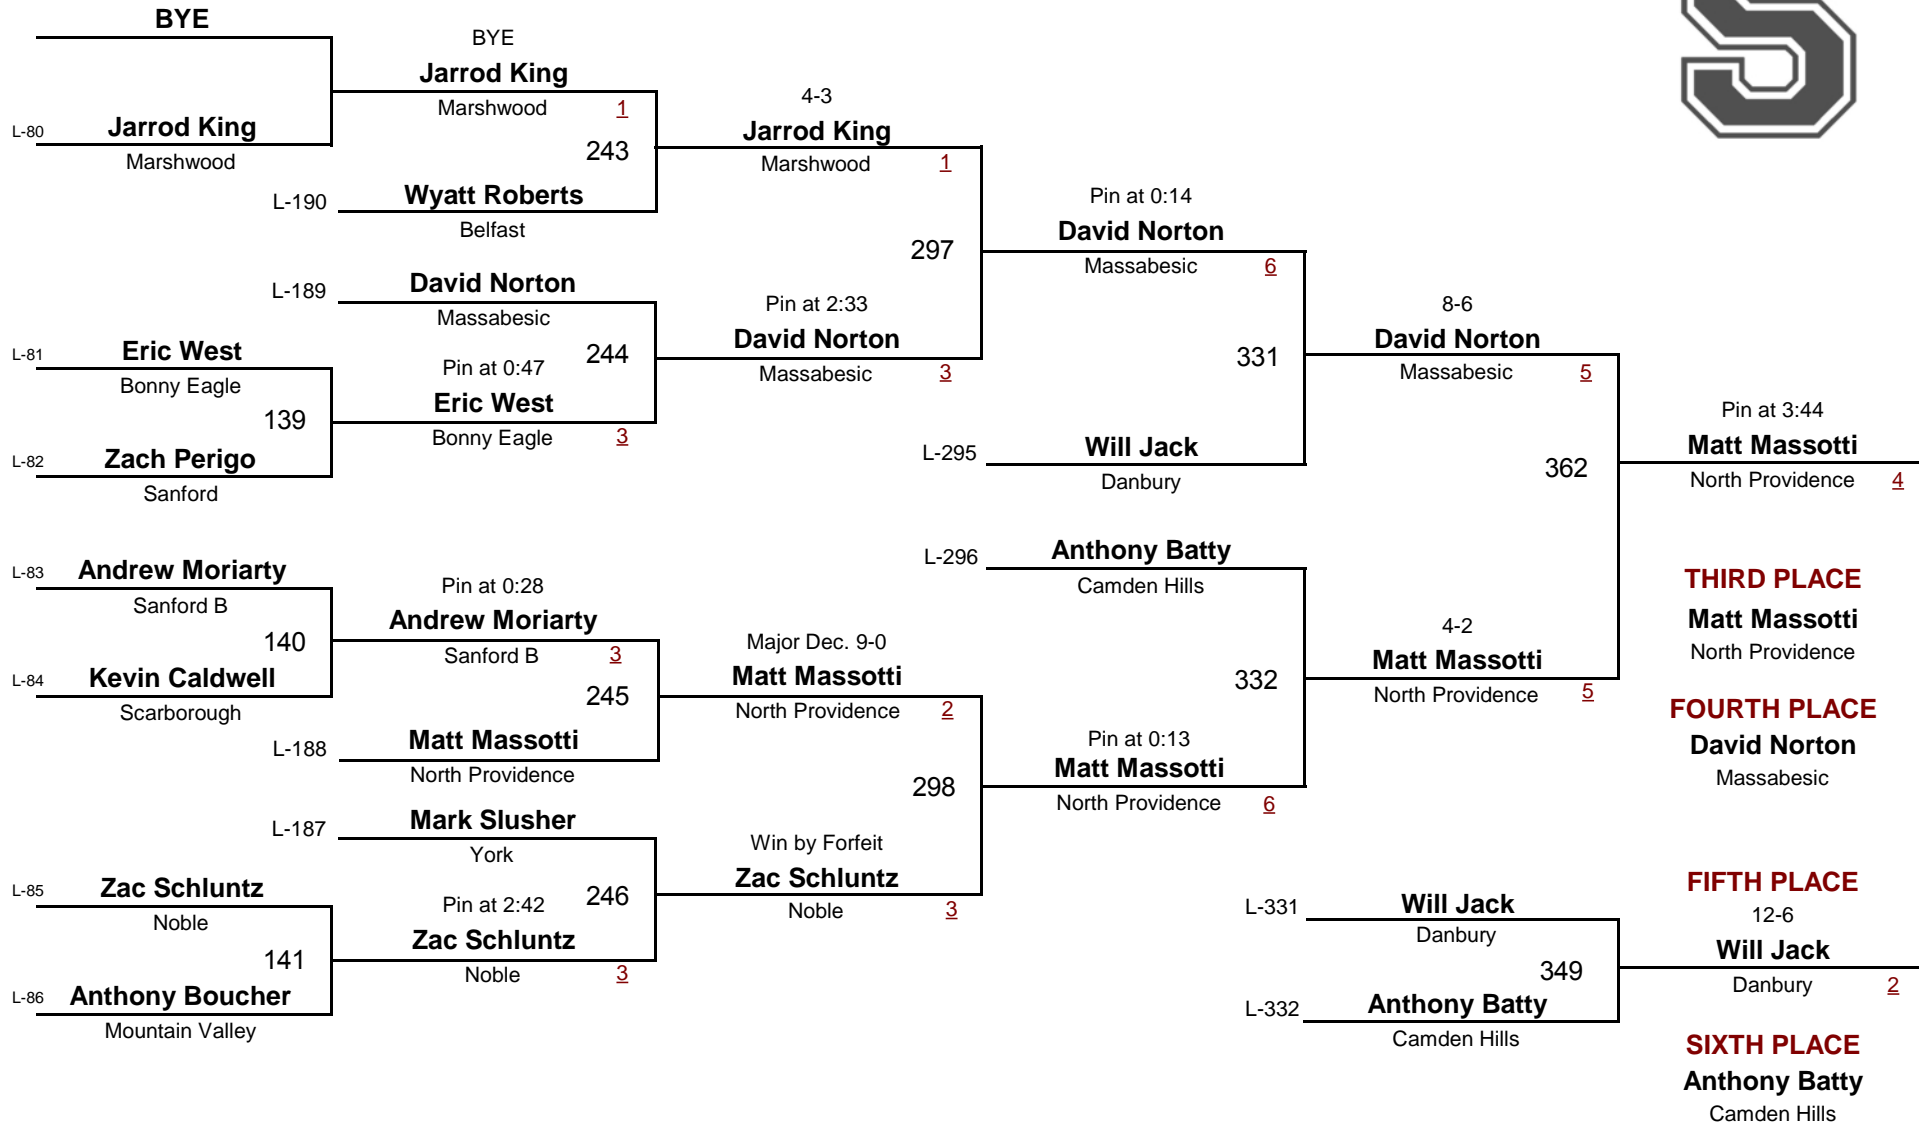 BYE
L-80 Jarrod King
Marshwood
BYE
Jarrod King
Marshwood 1
243
L-190 Wyatt Roberts
Belfast
L-189 David Norton
Massabesic
L-81 Eric West
Bonny Eagle
139
L-82 Zach Perigo
Sanford
244
Pin at 0:47
Eric West
Bonny Eagle 3
4-3
Jarrod King
Marshwood 1
297
Pin at 2:33
David Norton
Massabesic 3
Pin at 0:14
David Norton
Massabesic 6
331
L-295 Will Jack
Danbury
8-6
David Norton
Massabesic 5
362
L-83 Andrew Moriarty
Sanford B
140
L-84 Kevin Caldwell
Scarborough
Pin at 0:28
Andrew Moriarty
Sanford B 3
245
L-188 Matt Massotti
North Providence
L-187 Mark Slusher
York
L-85 Zac Schluntz
Noble
141
L-86 Anthony Boucher
Mountain Valley
246
Pin at 2:42
Zac Schluntz
Noble 3
Major Dec. 9-0
Matt Massotti
North Providence 2
298
Win by Forfeit
Zac Schluntz
Noble 3
L-296 Anthony Batty
Camden Hills
332
Pin at 0:13
Matt Massotti
North Providence 6
4-2
Matt Massotti
North Providence 5
S
Pin at 3:44
Matt Massotti
North Providence 4
THIRD PLACE
Matt Massotti
North Providence
FOURTH PLACE
David Norton
Massabesic
L-331 Will Jack
Danbury
349
L-332 Anthony Batty
Camden Hills
FIFTH PLACE
12-6
Will Jack
Danbury 2
SIXTH PLACE
Anthony Batty
Camden Hills